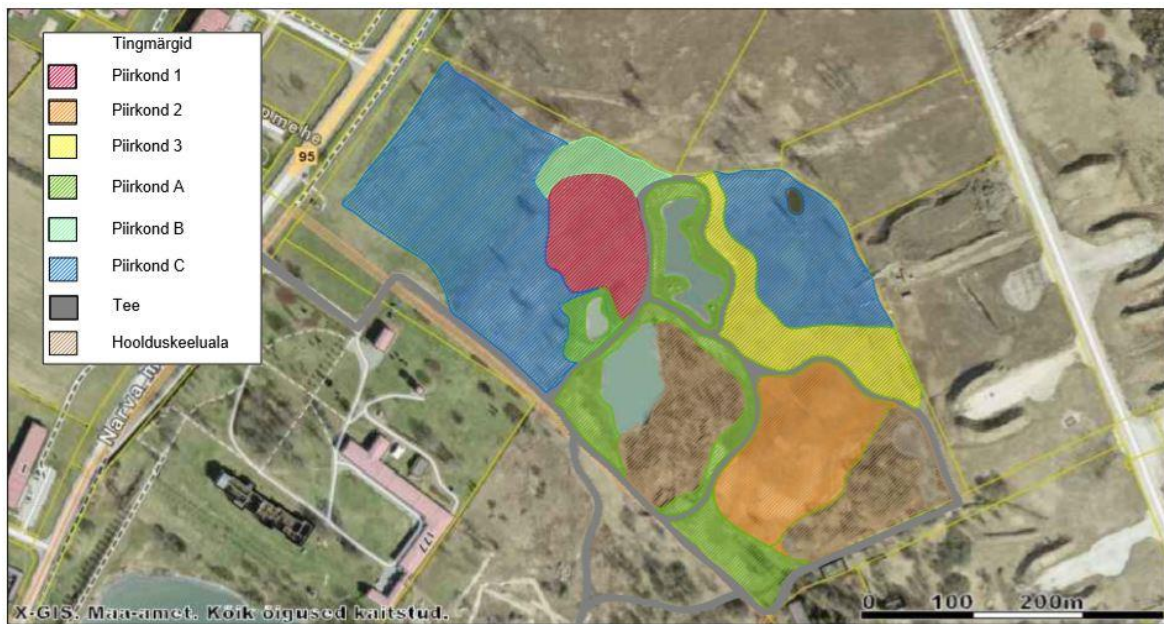 Tingmärgid
Piirkond 1
Piirkond 2
Piirkond 3
Piirkond A
Piirkond B
Piirkond C
Tee
Hoolduskeeluala
95
Narva
177
X-GIS. Maa-amet. Kõik õigused kaitstud.
0 100 200m